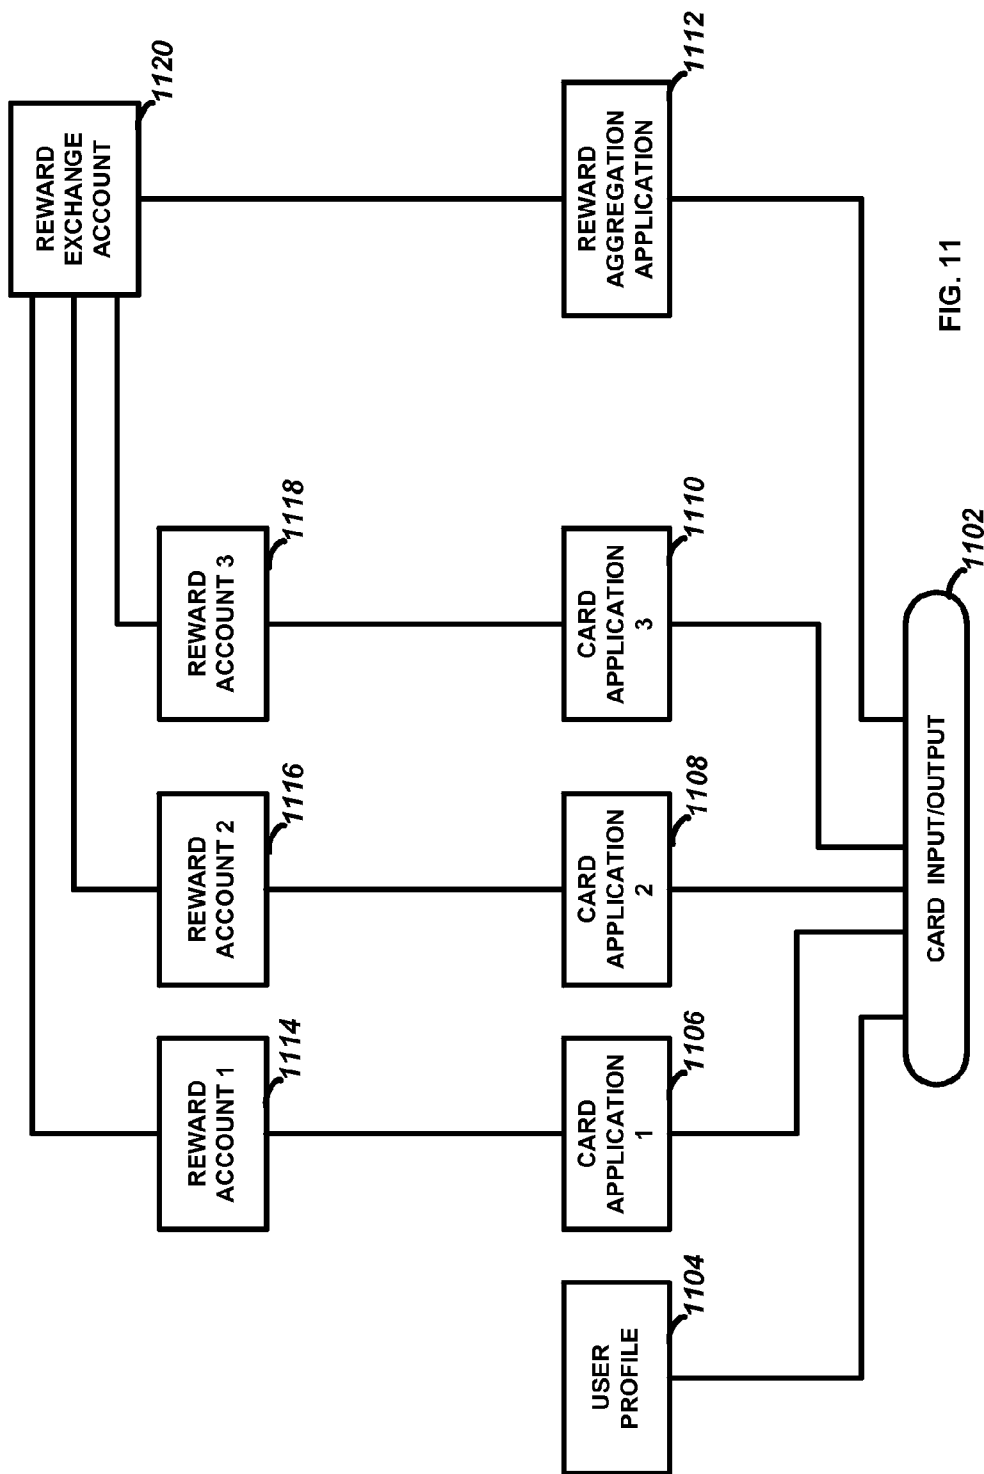 REWARD
EXCHANGE
ACCOUNT
1120
REWARD
ACCOUNT 1
1114
REWARD
ACCOUNT 2
1116
REWARD
ACCOUNT 3
1118
USER
PROFILE
1104
CARD
APPLICATION
1
1106
CARD
APPLICATION
2
1108
CARD
APPLICATION
3
1110
REWARD
AGGREGATION
APPLICATION
1112
CARD INPUT/OUTPUT
1102
FIG. 11